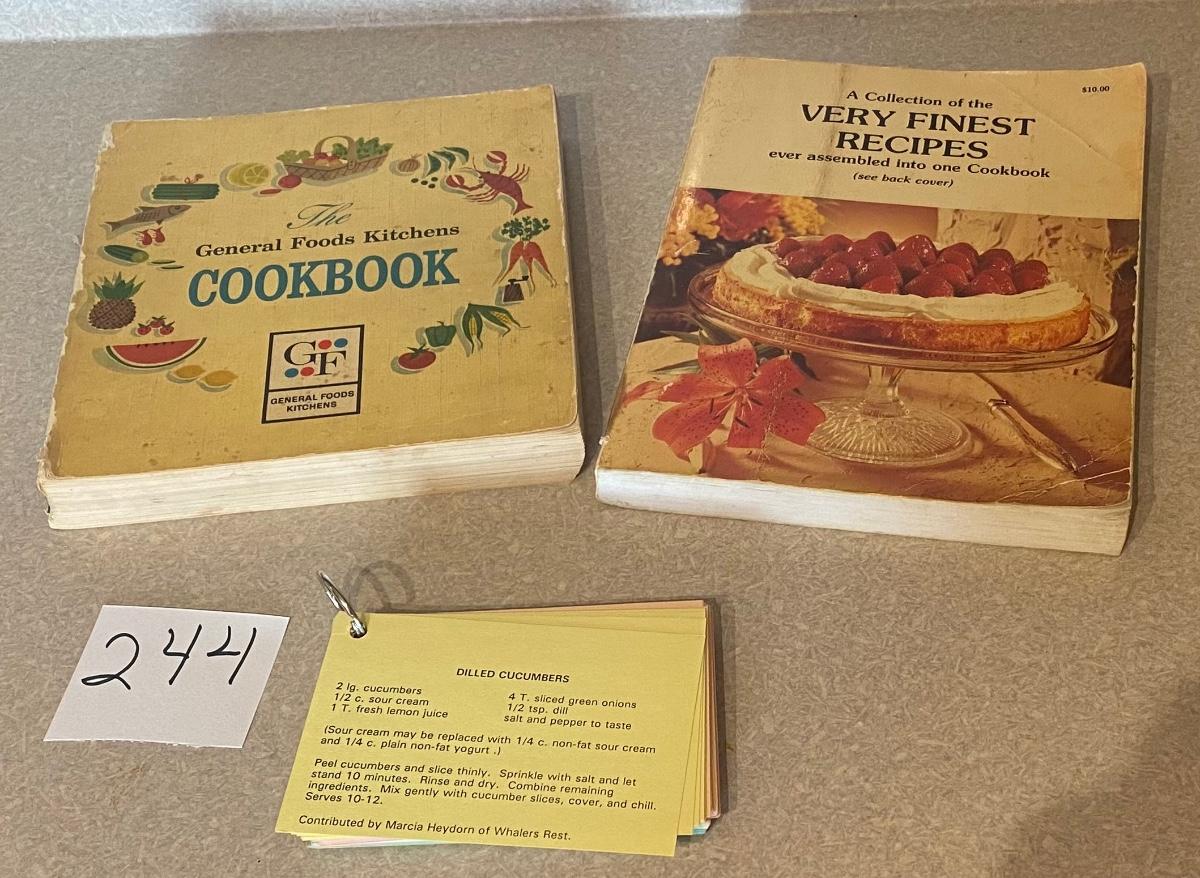 The
General Foods Kitchens
COOKBOOK
GF
GENERAL FOODS
KITCHENS
$10.00
A Collection of the
VERY FINEST
RECIPES
ever assembled into one Cookbook
(see back cover)
244
DILLED CUCUMBERS
2 lg. cucumbers
1/2 c. sour cream
1 T. fresh lemon juice
4 T. sliced green onions
1/2 tsp. dill
salt and pepper to taste
(Sour cream may be replaced with 1/4 c. non-fat sour cream
and 1/4 c. plain non-fat yogurt .)
Peel cucumbers and slice thinly. Sprinkle with salt and let
stand 10 minutes. Rinse and dry. Combine remaining
ingredients. Mix gently with cucumber slices, cover, and chill.
Serves 10-12.
Contributed by Marcia Heydorn of Whalers Rest.